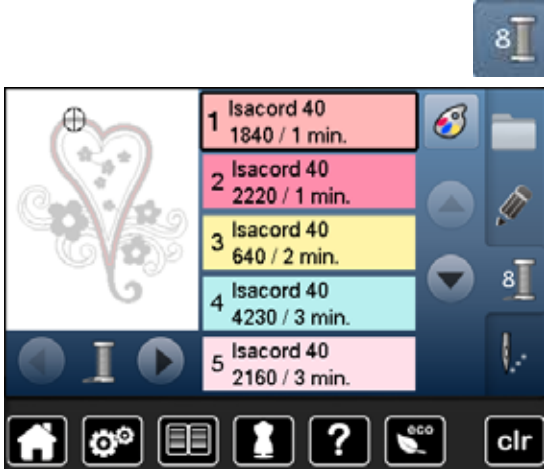 8
1 Isacord 40
1840 / 1 min.
2 Isacord 40
2220 / 1 min.
3 Isacord 40
640 / 2 min.
4 Isacord 40
4230 / 3 min.
8
5 Isacord 40
2160 / 3 min.
?
eco
clr